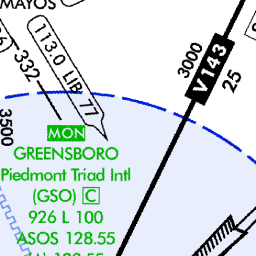 MAYOS
113.0 LIB 77
332
3000
V143
25
3500
MON
GREENSBORO
Piedmont Triad Intl
(GSO) C
926 L 100
ASOS 128.55